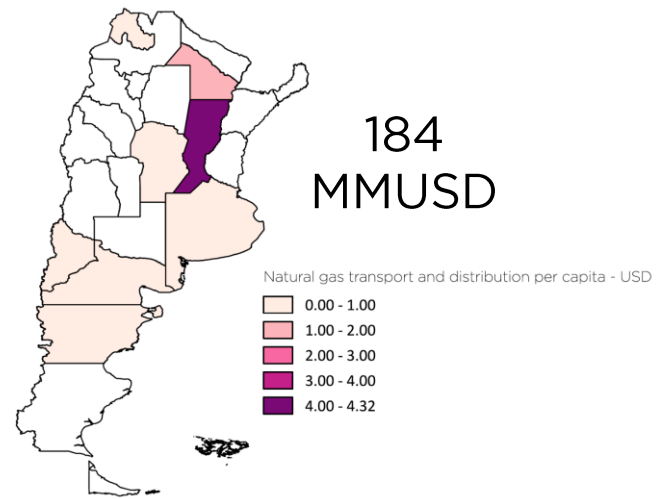 184
MMUSD
Natural gas transport and distribution per capita - USD
0.00 - 1.00
1.00 - 2.00
2.00 - 3.00
3.00 - 4.00
4.00 - 4.32